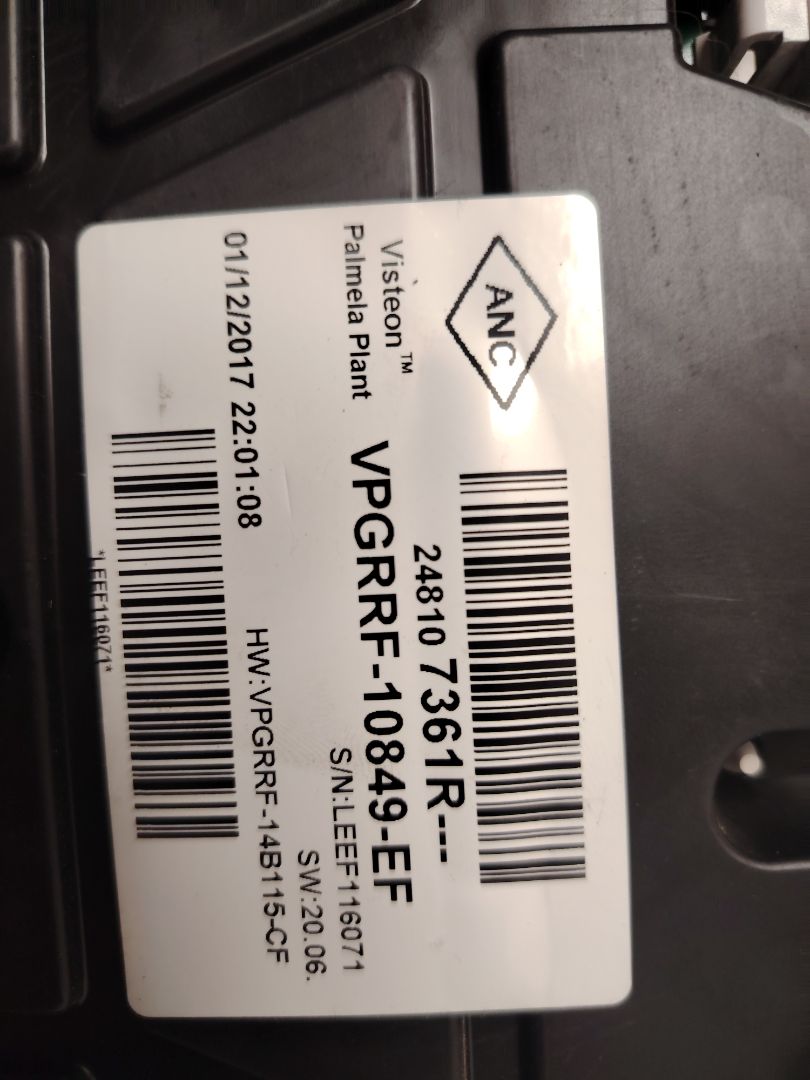 ANC
Visteon™
Palmela Plant
24810 7361R---
VPGRRF-10849-EF
S/N:LEEF116071
SW:20.06.
01/12/2017 22:01:08
HW:VPGRRF-14B115-CF
*LEEF116071*